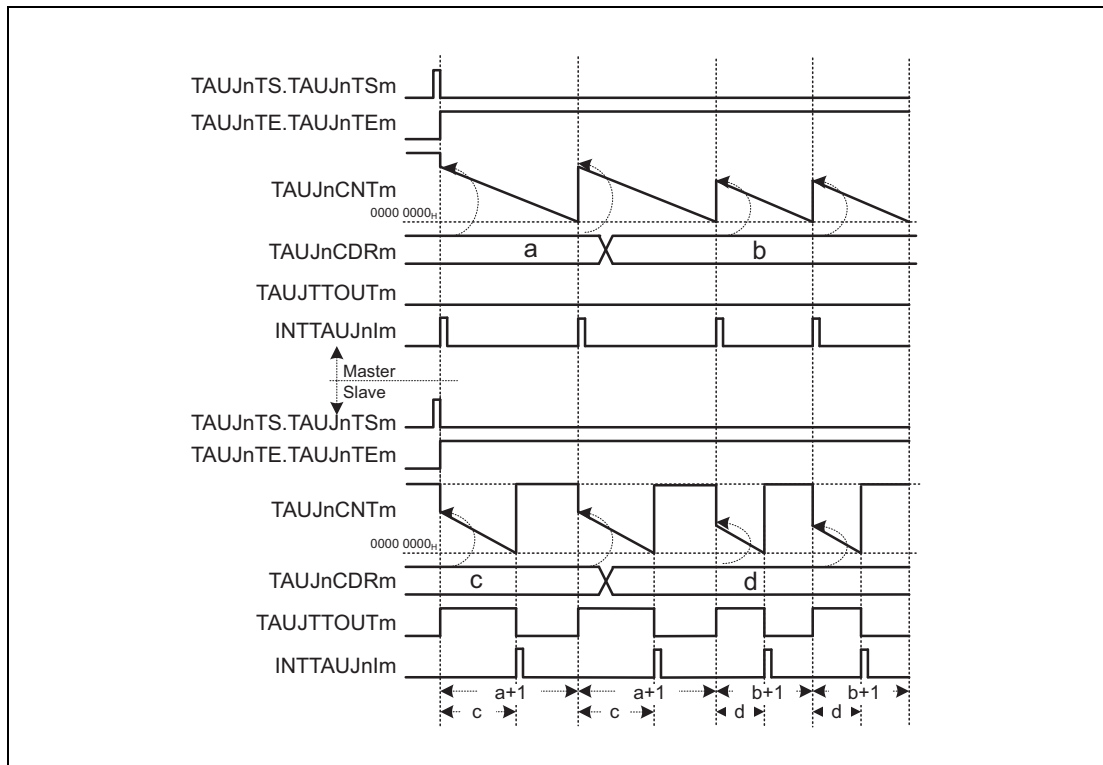 TAUJnTS.TAUJnTSm
TAUJnTE.TAUJnTEm
TAUJnCNTm
0000 0000H
TAUJnCDRm
a
b
TAUJTTOUTm
INTTAUJnIm
Master
Slave
TAUJnTS.TAUJnTSm
TAUJnTE.TAUJnTEm
TAUJnCNTm
0000 0000H
TAUJnCDRm
c
d
TAUJTTOUTm
INTTAUJnIm
a+1 a+1 b+1 b+1
c c d d